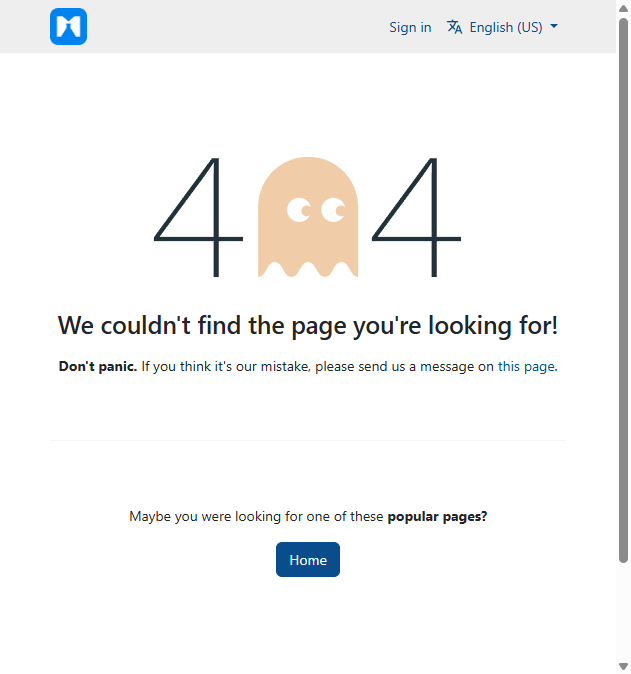 Sign in English (US)
4 4
We couldn't find the page you're looking for!
Don't panic. If you think it's our mistake, please send us a message on this page.
Maybe you were looking for one of these popular pages?
Home